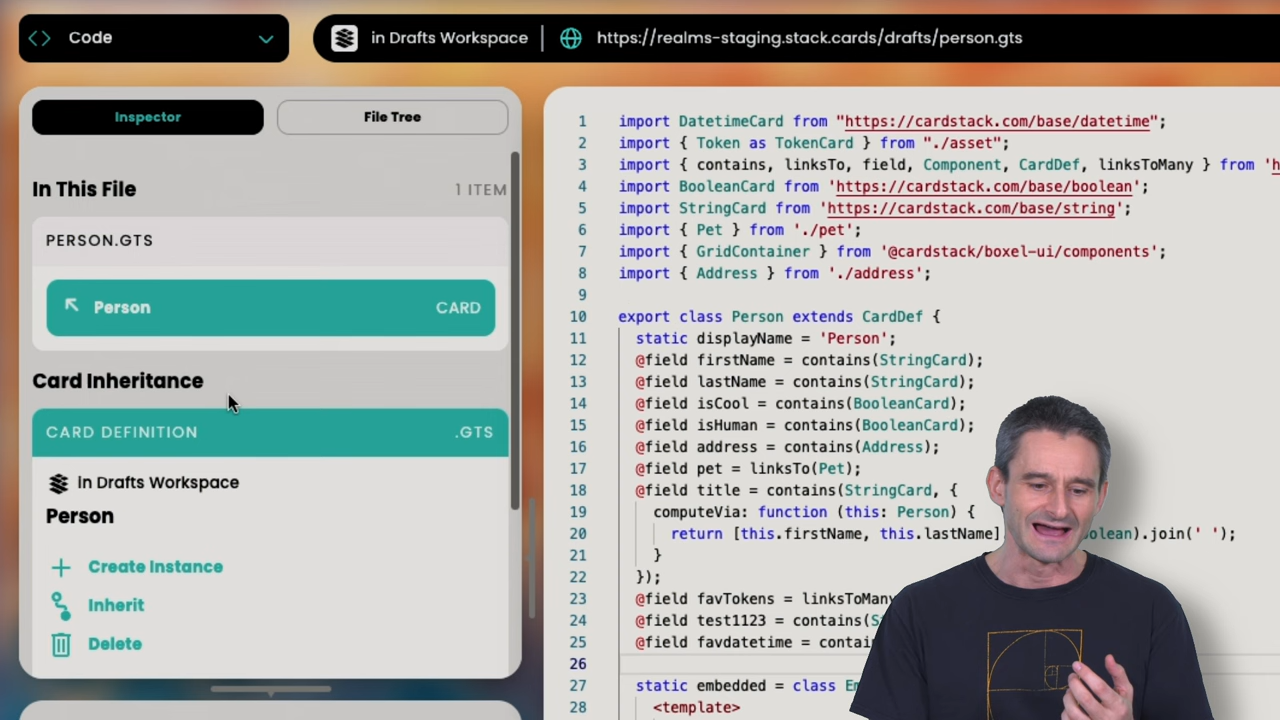 Code
in Drafts Workspace
https://realms-staging.stack.cards/drafts/person.gts
Inspector
File Tree
In This File
1 ITEM
PERSON.GTS
Person
CARD
Card Inheritance
CARD DEFINITION
.GTS
in Drafts Workspace
Person
Create Instance
Inherit
Delete
1 import DatetimeCard from "https://cardstack.com/base/datetime";
2 import { Token as TokenCard } from "./asset";
3 import { contains, linksTo, field, Component, CardDef, linksToMany } from 'h
4 import BooleanCard from 'https://cardstack.com/base/boolean';
5 import StringCard from 'https://cardstack.com/base/string';
6 import { Pet } from './pet';
7 import { GridContainer } from '@cardstack/boxel-ui/components';
8 import { Address } from './address';
9
10 export class Person extends CardDef {
11 static displayName = 'Person';
12 @field firstName = contains(StringCard);
13 @field lastName = contains(StringCard);
14 @field isCool = contains(BooleanCard);
15 @field isHuman = contains(BooleanCard);
16 @field address = contains(Address);
17 @field pet = linksTo(Pet);
18 @field title = contains(StringCard, {
19 computeVia: function (this: Person) {
20 return [this.firstName, this.lastName] olean).join(' ');
21 }
22 });
23 @field favTokens = linksToMany
24 @field test1123 = contains(S
25 @field favdatetime = contain
26
27 static embedded = class Em
28 <template>